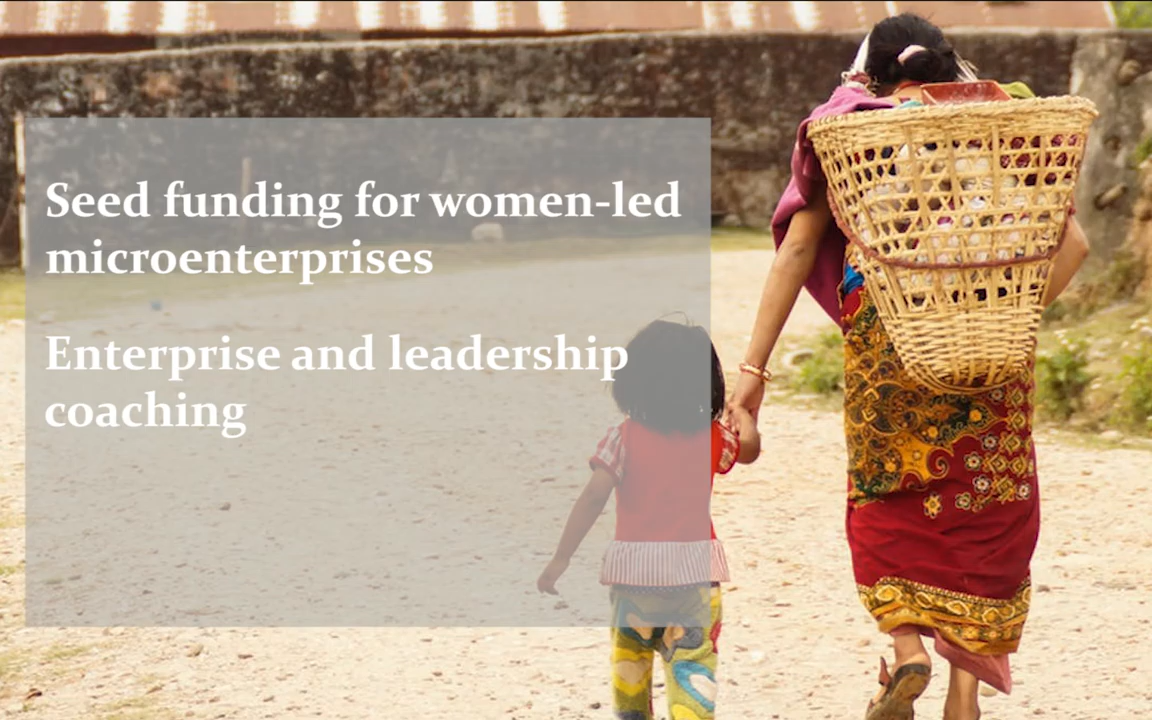 Seed funding for women-led
microenterprises
Enterprise and leadership
coaching